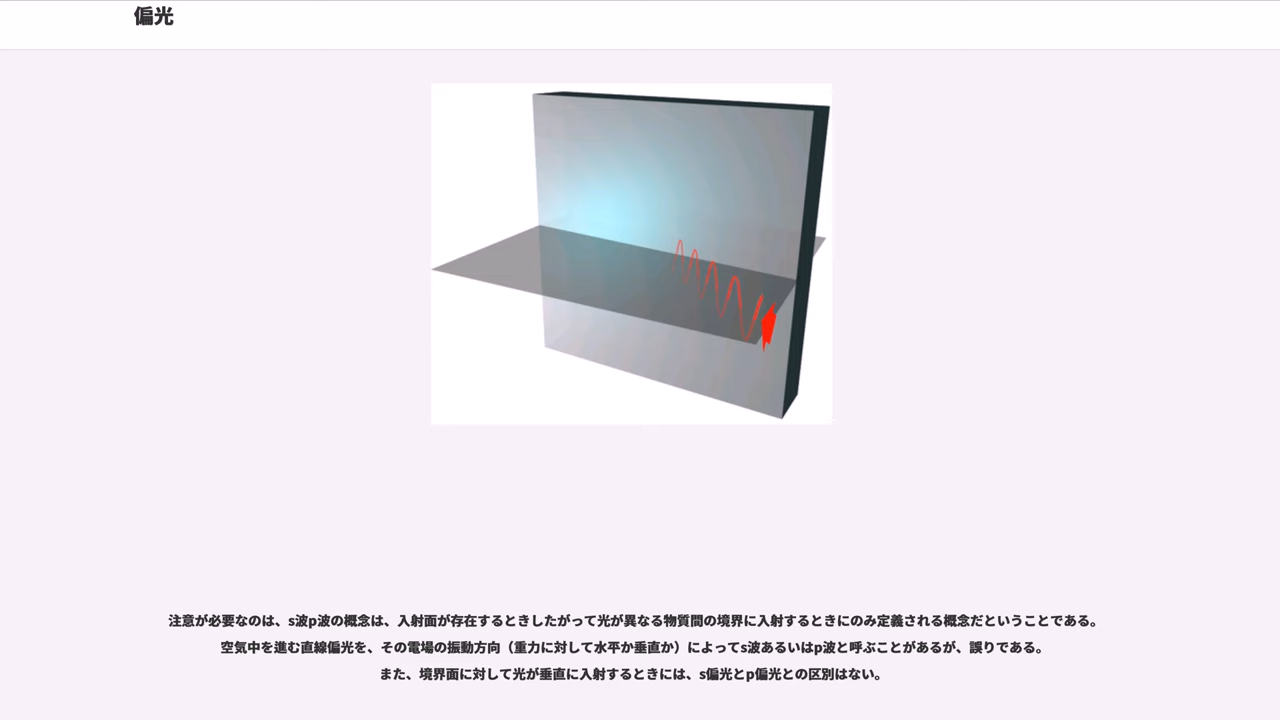 偏光
注意が必要なのは、s波p波の概念は、入射面が存在するときしたがって光が異なる物質間の境界に入射するときにのみ定義される概念だということである。
空気中を進む直線偏光を、その電場の振動方向（重力に対して水平か垂直か）によってs波あるいはp波と呼ぶことがあるが、誤りである。
また、境界面に対して光が垂直に入射するときには、s偏光とp偏光との区別はない。